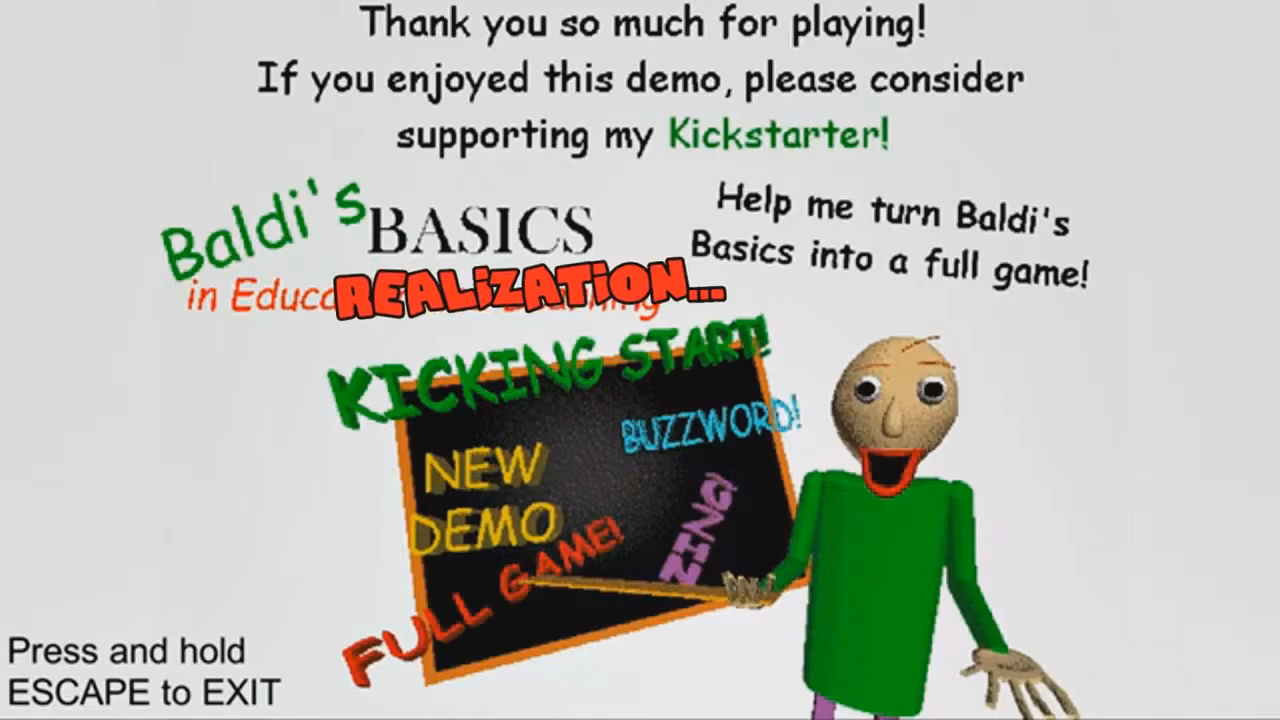 Thank you so much for playing!
If you enjoyed this demo, please consider
supporting my Kickstarter!
Baldi's
BASICS
Help me turn Baldi's
Basics into a full game!
in
REALiZATiON...
KICKING START!
BUZZWORD!
NEW
DEMO
ZING!
FULL GAME!
Press and hold
ESCAPE to EXIT